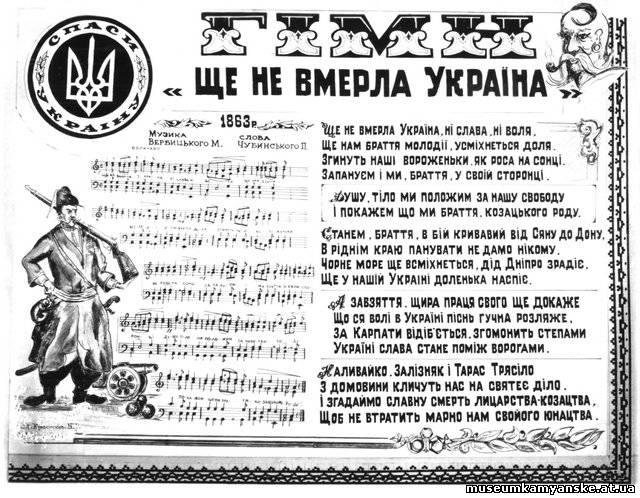 СПАСИ
УКРАЇНУ
ГІМН
« ЩЕ НЕ ВМЕРЛА УКРАЇНА »
1863р.
МУЗИКА
ВЕРБИЦЬКОГО М.
СЛОВА
ЧУБИНСЬКОГО П.
ЩЕ НЕ ВМЕРЛА УКРАЇНА, НІ СЛАВА, НІ ВОЛЯ.
ЩЕ НАМ БРАТТЯ МОЛОДІЇ, УСМІХНЕТЬСЯ ДОЛЯ.
ЗГИНУТЬ НАШІ ВОРОЖЕНЬКИ, ЯК РОСА НА СОНЦІ.
ЗАПАНУЄМ І МИ, БРАТТЯ, У СВОЇЙ СТОРОНЦІ.
ДУШУ, ТІЛО МИ ПОЛОЖИМ ЗА НАШУ СВОБОДУ
І ПОКАЖЕМ ЩО МИ БРАТТЯ, КОЗАЦЬКОГО РОДУ.
СТАНЕМ, БРАТТЯ, В БІЙ КРИВАВИЙ ВІД СЯНУ ДО ДОНУ,
В РІДНІМ КРАЮ ПАНУВАТИ НЕ ДАМО НІКОМУ.
ЧОРНЕ МОРЕ ЩЕ ВСМІХНЕТЬСЯ, ДІД ДНІПРО ЗРАДІЄ,
ЩЕ У НАШІЙ УКРАЇНІ ДОЛЕНЬКА НАСПІЄ.
А ЗАВЗЯТТЯ, ЩИРА ПРАЦЯ СВОГО ЩЕ ДОКАЖЕ
ЩО СЯ ВОЛІ В УКРАЇНІ ПІСНЬ ГУЧНА РОЗЛЯЖЕ,
ЗА КАРПАТИ ВІДІБ'ЄТЬСЯ, ЗГОМОНИТЬ СТЕПАМИ
УКРАЇНІ СЛАВА СТАНЕ ПОМІЖ ВОРОГАМИ.
НАЛИВАЙКО, ЗАЛІЗНЯК І ТАРАС ТРЯСІЛО
З ДОМОВИНИ КЛИЧУТЬ НАС НА СВЯТЕЄ ДІЛО.
І ЗГАДАЙМО СЛАВНУ СМЕРТЬ ЛИЦАРСТВА-КОЗАЦТВА,
ЩОБ НЕ ВТРАТИТЬ МАРНО НАМ СВОЙОГО ЮНАЦТВА.
museumkamyanske.at.ua